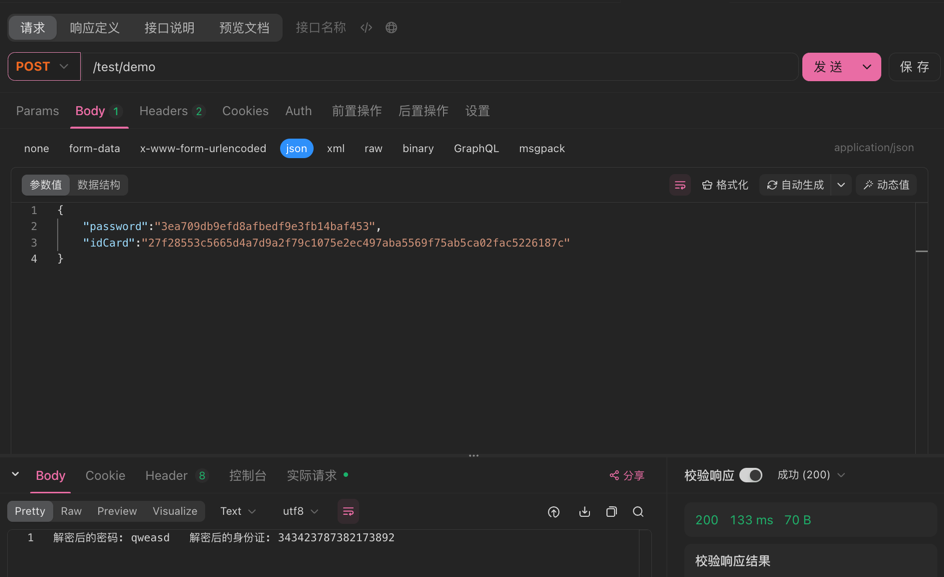 请求 响应定义 接口说明 预览文档 接口名称 </>
POST /test/demo 发 送 保 存
Params Body 1 Headers 2 Cookies Auth 前置操作 后置操作 设置
none form-data x-www-form-urlencoded json xml raw binary GraphQL msgpack application/json
参数值 数据结构 格式化 自动生成 动态值
1 {
2 "password":"3ea709db9efd8afbedf9e3fb14baf453",
3 "idCard":"27f28553c5665d4a7d9a2f79c1075e2ec497aba5569f75ab5ca02fac5226187c"
4 }
Body Cookie Header 8 控制台 实际请求 分享 校验响应 成功 (200)
Pretty Raw Preview Visualize Text utf8
200 133 ms 70 B
1 解密后的密码: qweasd 解密后的身份证: 343423787382173892
校验响应结果